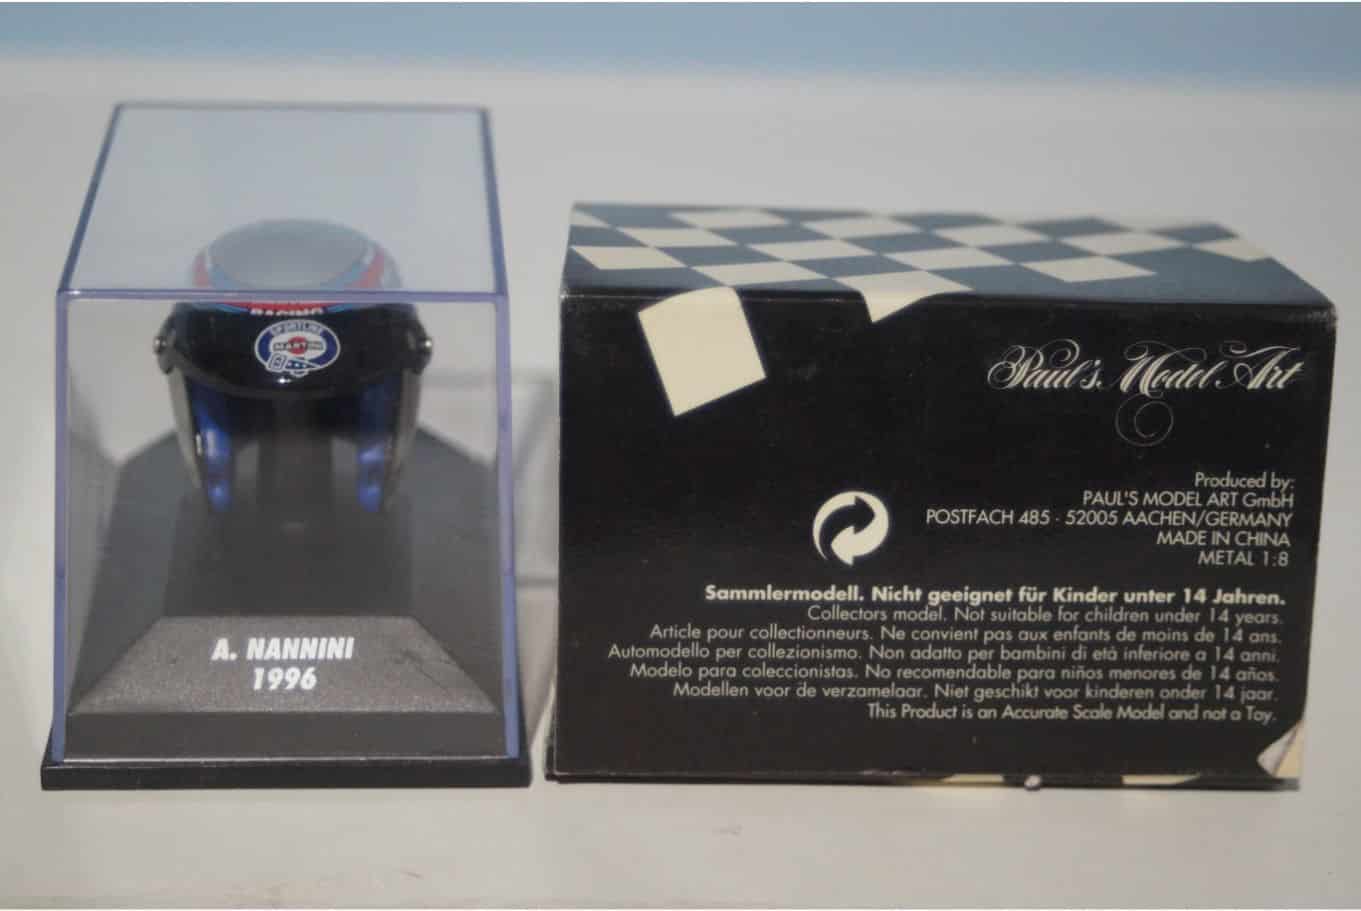 RACING
SPORTLINE
MARTINI
A. NANNINI
1996
Paul's Model Art
Produced by:
PAUL'S MODEL ART GmbH
POSTFACH 485 - 52005 AACHEN/GERMANY
MADE IN CHINA
METAL 1:8
Sammlermodell. Nicht geeignet für Kinder unter 14 Jahren.
Collectors model. Not suitable for children under 14 years.
Article pour collectionneurs. Ne convient pas aux enfants de moins de 14 ans.
Automodello per collezionismo. Non adatto per bambini di età inferiore a 14 anni.
Modelo para coleccionistas. No recomendable para niños menores de 14 años.
Modellen voor de verzamelaar. Niet geschikt voor kinderen onder 14 jaar.
This Product is an Accurate Scale Model and not a Toy.